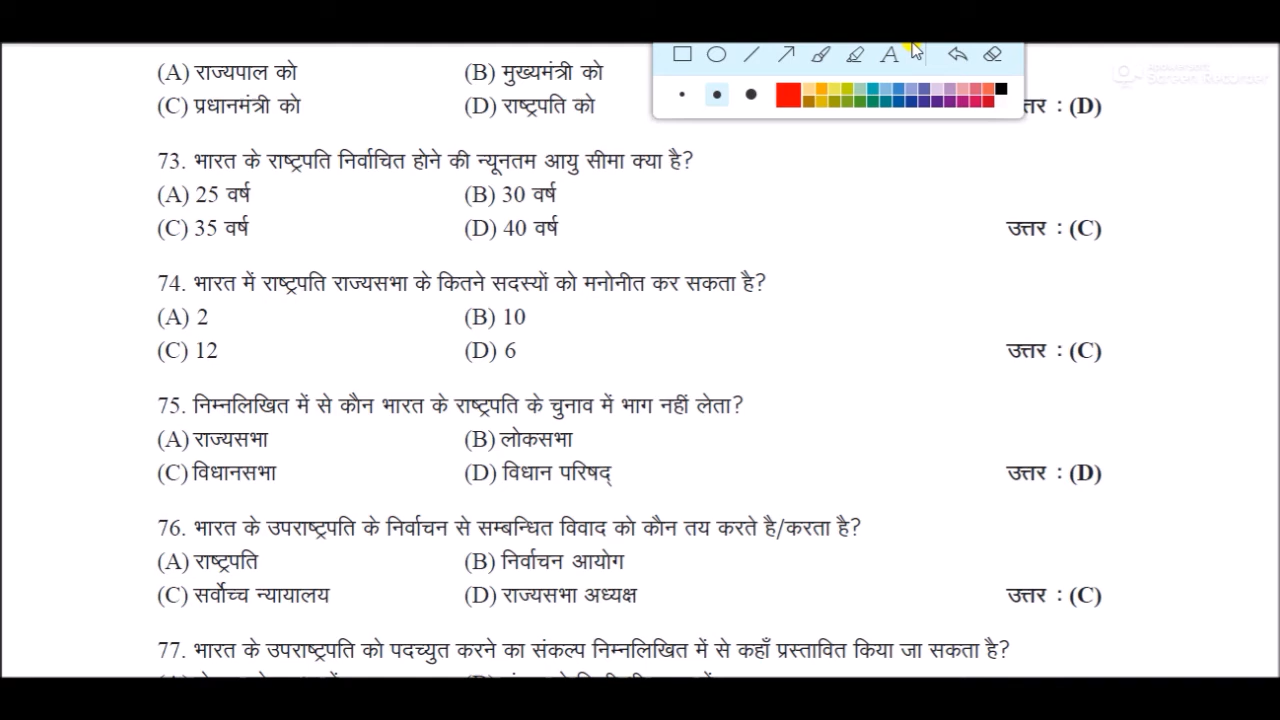 (A) राज्यपाल को (B) मुख्यमंत्री को
(C) प्रधानमंत्री को (D) राष्ट्रपति को त्तर : (D)
73. भारत के राष्ट्रपति निर्वाचित होने की न्यूनतम आयु सीमा क्या है?
(A) 25 वर्ष (B) 30 वर्ष
(C) 35 वर्ष (D) 40 वर्ष उत्तर : (C)
74. भारत में राष्ट्रपति राज्यसभा के कितने सदस्यों को मनोनीत कर सकता है?
(A) 2 (B) 10
(C) 12 (D) 6 उत्तर : (C)
75. निम्नलिखित में से कौन भारत के राष्ट्रपति के चुनाव में भाग नहीं लेता?
(A) राज्यसभा (B) लोकसभा
(C) विधानसभा (D) विधान परिषद् उत्तर : (D)
76. भारत के उपराष्ट्रपति के निर्वाचन से सम्बन्धित विवाद को कौन तय करते है/करता है?
(A) राष्ट्रपति (B) निर्वाचन आयोग
(C) सर्वोच्च न्यायालय (D) राज्यसभा अध्यक्ष उत्तर : (C)
77. भारत के उपराष्ट्रपति को पदच्युत करने का संकल्प निम्नलिखित में से कहाँ प्रस्तावित किया जा सकता है?
A
Apowersoft
Screen Recorder